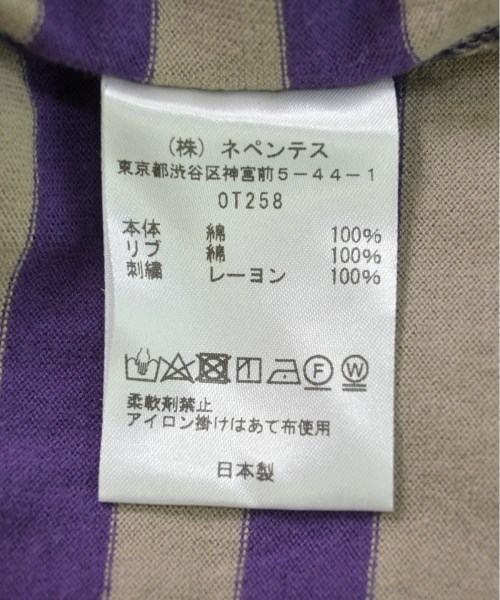 （株）ネペンテス
東京都渋谷区神宮前５－４４－１
OT258
本体 綿 100%
リブ 綿 100%
刺繍 レーヨン 100%
F W
柔軟剤禁止
アイロン掛けはあて布使用
日本製